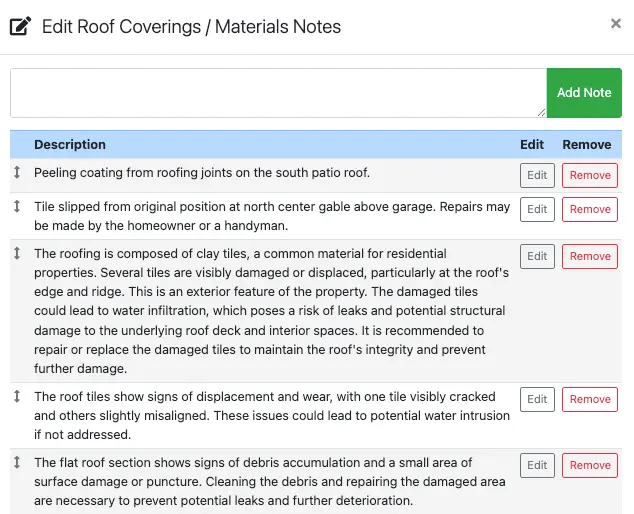 Edit Roof Coverings / Materials Notes
×
Add Note
Description Edit Remove
Peeling coating from roofing joints on the south patio roof. Edit Remove
Tile slipped from original position at north center gable above garage. Repairs may Edit Remove
be made by the homeowner or a handyman.
The roofing is composed of clay tiles, a common material for residential Edit Remove
properties. Several tiles are visibly damaged or displaced, particularly at the roof's
edge and ridge. This is an exterior feature of the property. The damaged tiles
could lead to water infiltration, which poses a risk of leaks and potential structural
damage to the underlying roof deck and interior spaces. It is recommended to
repair or replace the damaged tiles to maintain the roof's integrity and prevent
further damage.
The roof tiles show signs of displacement and wear, with one tile visibly cracked Edit Remove
and others slightly misaligned. These issues could lead to potential water intrusion
if not addressed.
The flat roof section shows signs of debris accumulation and a small area of Edit Remove
surface damage or puncture. Cleaning the debris and repairing the damaged area
are necessary to prevent potential leaks and further deterioration.